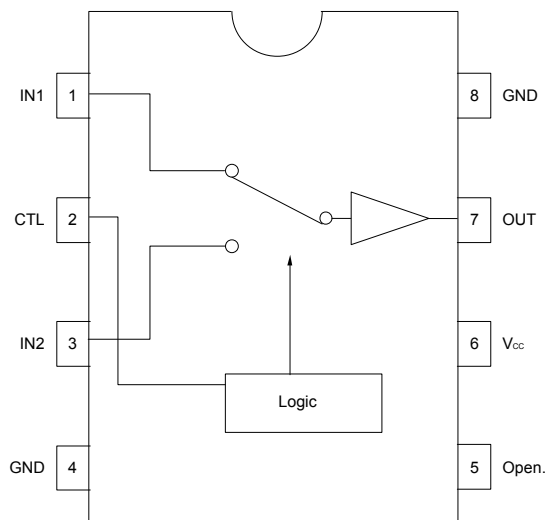 IN1 1 8 GND
CTL 2 7 OUT
IN2 3 6 Vcc
Logic
GND 4 5 Open.